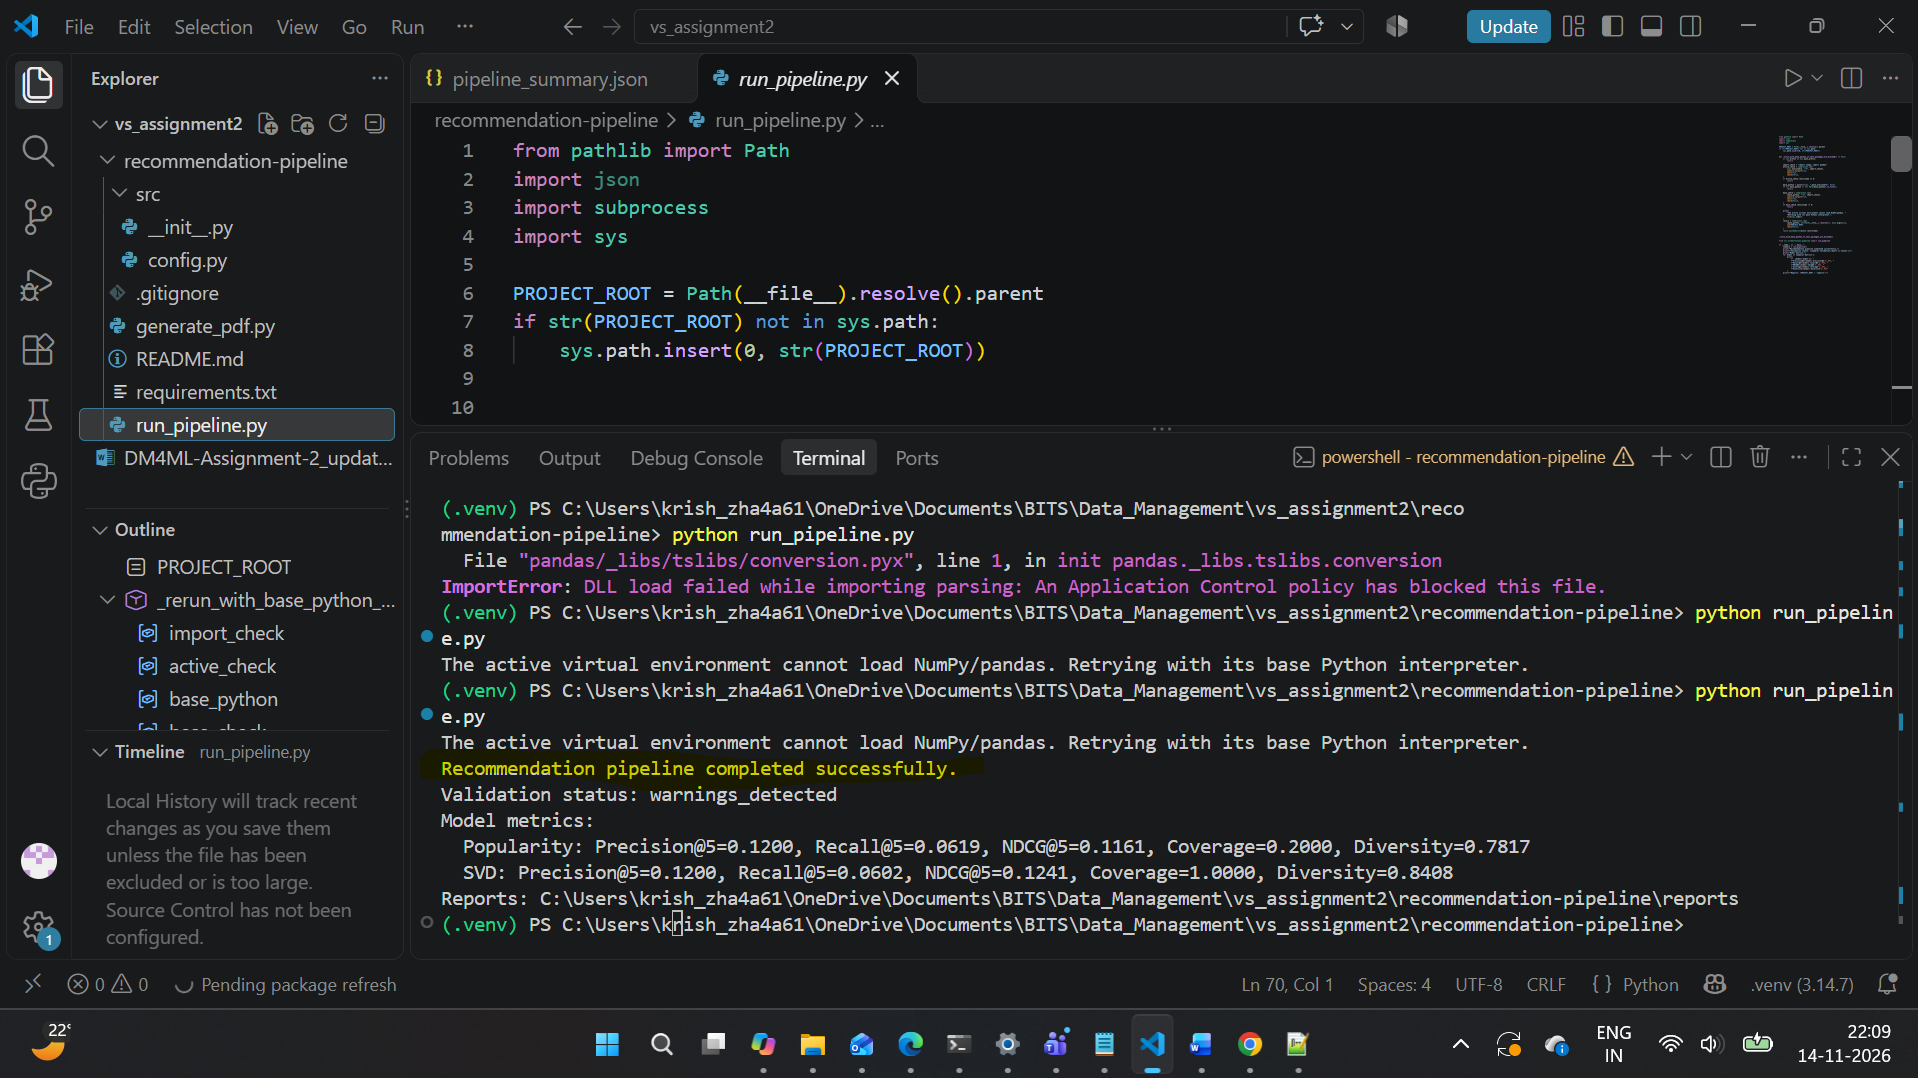 File Edit Selection View Go Run ···
vs_assignment2
Update
Explorer
vs_assignment2
recommendation-pipeline
src
__init__.py
config.py
.gitignore
generate_pdf.py
README.md
requirements.txt
run_pipeline.py
DM4ML-Assignment-2_updat...
Outline
PROJECT_ROOT
_rerun_with_base_python_...
import_check
active_check
base_python
Timeline run_pipeline.py
Local History will track recent
changes as you save them
unless the file has been
excluded or is too large.
Source Control has not been
configured.
1
{} pipeline_summary.json
run_pipeline.py
recommendation-pipeline > run_pipeline.py > ...
1 from pathlib import Path
2 import json
3 import subprocess
4 import sys
5
6 PROJECT_ROOT = Path(__file__).resolve().parent
7 if str(PROJECT_ROOT) not in sys.path:
8 sys.path.insert(0, str(PROJECT_ROOT))
9
10
Problems Output Debug Console Terminal Ports
powershell - recommendation-pipeline
(.venv) PS C:\Users\krish_zha4a61\OneDrive\Documents\BITS\Data_Management\vs_assignment2\reco
mmendation-pipeline> python run_pipeline.py
File "pandas/_libs/tslibs/conversion.pyx", line 1, in init pandas._libs.tslibs.conversion
ImportError: DLL load failed while importing parsing: An Application Control policy has blocked this file.
(.venv) PS C:\Users\krish_zha4a61\OneDrive\Documents\BITS\Data_Management\vs_assignment2\recommendation-pipeline> python run_pipelin
e.py
The active virtual environment cannot load NumPy/pandas. Retrying with its base Python interpreter.
(.venv) PS C:\Users\krish_zha4a61\OneDrive\Documents\BITS\Data_Management\vs_assignment2\recommendation-pipeline> python run_pipelin
e.py
The active virtual environment cannot load NumPy/pandas. Retrying with its base Python interpreter.
Recommendation pipeline completed successfully.
Validation status: warnings_detected
Model metrics:
Popularity: Precision@5=0.1200, Recall@5=0.0619, NDCG@5=0.1161, Coverage=0.2000, Diversity=0.7817
SVD: Precision@5=0.1200, Recall@5=0.0602, NDCG@5=0.1241, Coverage=1.0000, Diversity=0.8408
Reports: C:\Users\krish_zha4a61\OneDrive\Documents\BITS\Data_Management\vs_assignment2\recommendation-pipeline\reports
(.venv) PS C:\Users\krish_zha4a61\OneDrive\Documents\BITS\Data_Management\vs_assignment2\recommendation-pipeline>
0 0 Pending package refresh
Ln 70, Col 1 Spaces: 4 UTF-8 CRLF {} Python .venv (3.14.7)
22°
ENG
IN
22:09
14-11-2026